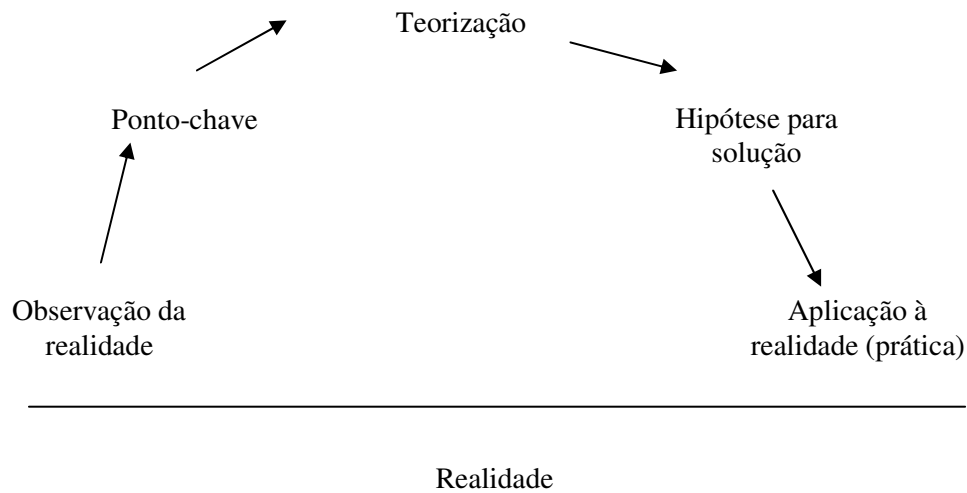 Teorização
Ponto-chave
Hipótese para
solução
Observação da
realidade
Aplicação à
realidade (prática)
Realidade